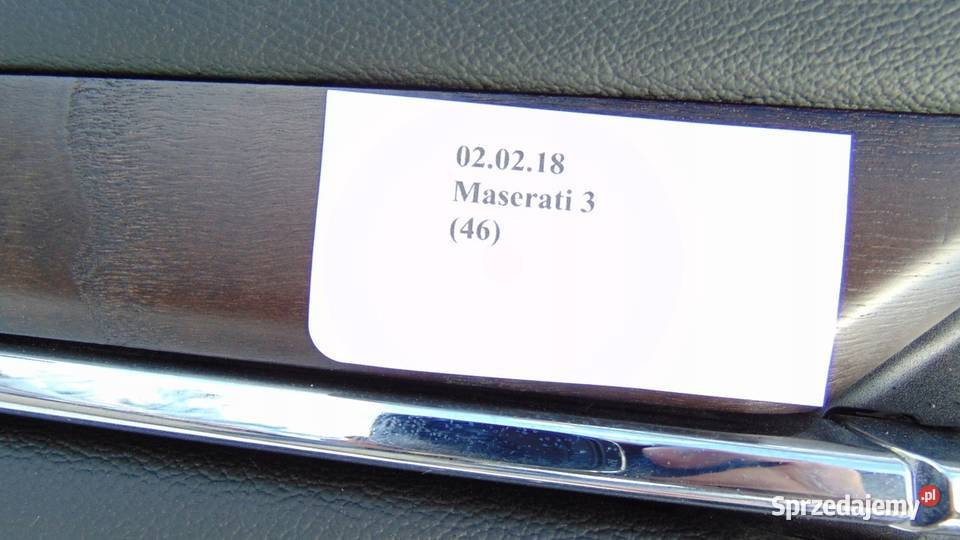 02.02.18
Maserati 3
(46)
Sprzedajemy.pl